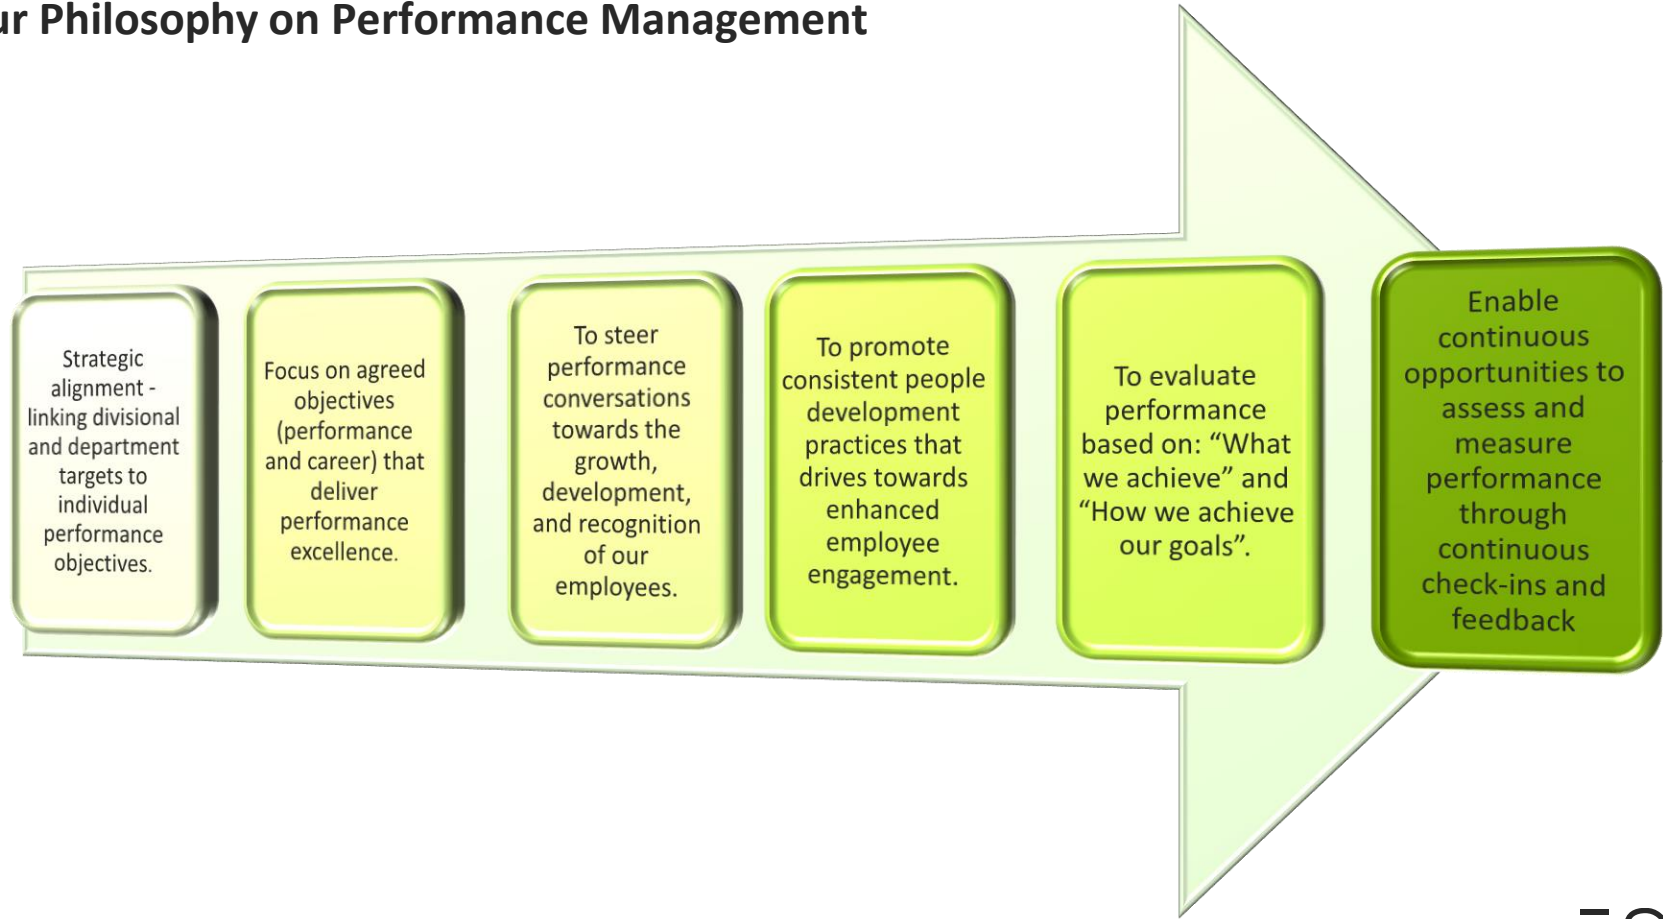 ur Philosophy on Performance Management
Strategic
alignment -
linking divisional
and department
targets to
individual
performance
objectives.
Focus on agreed
objectives
(performance
and career) that
deliver
performance
excellence.
To steer
performance
conversations
towards the
growth,
development,
and recognition
of our
employees.
To promote
consistent people
development
practices that
drives towards
enhanced
employee
engagement.
To evaluate
performance
based on: “What
we achieve” and
“How we achieve
our goals”.
Enable
continuous
opportunities to
assess and
measure
performance
through
continuous
check-ins and
feedback